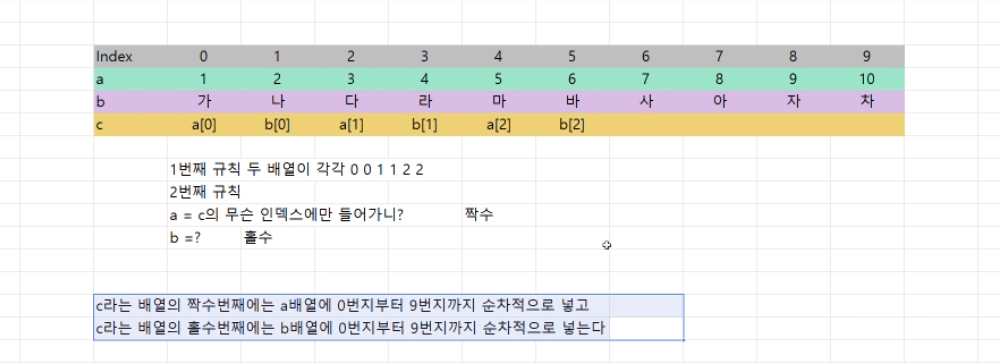 Index 0 1 2 3 4 5 6 7 8 9
a 1 2 3 4 5 6 7 8 9 10
b 가 나 다 라 마 바 사 아 자 차
c a[0] b[0] a[1] b[1] a[2] b[2]
1번째 규칙 두 배열이 각각 0 0 1 1 2 2
2번째 규칙
a = c의 무슨 인덱스에만 들어가니? 짝수
b =? 홀수
c라는 배열의 짝수번째에는 a배열에 0번지부터 9번지까지 순차적으로 넣고
c라는 배열의 홀수번째에는 b배열에 0번지부터 9번지까지 순차적으로 넣는다